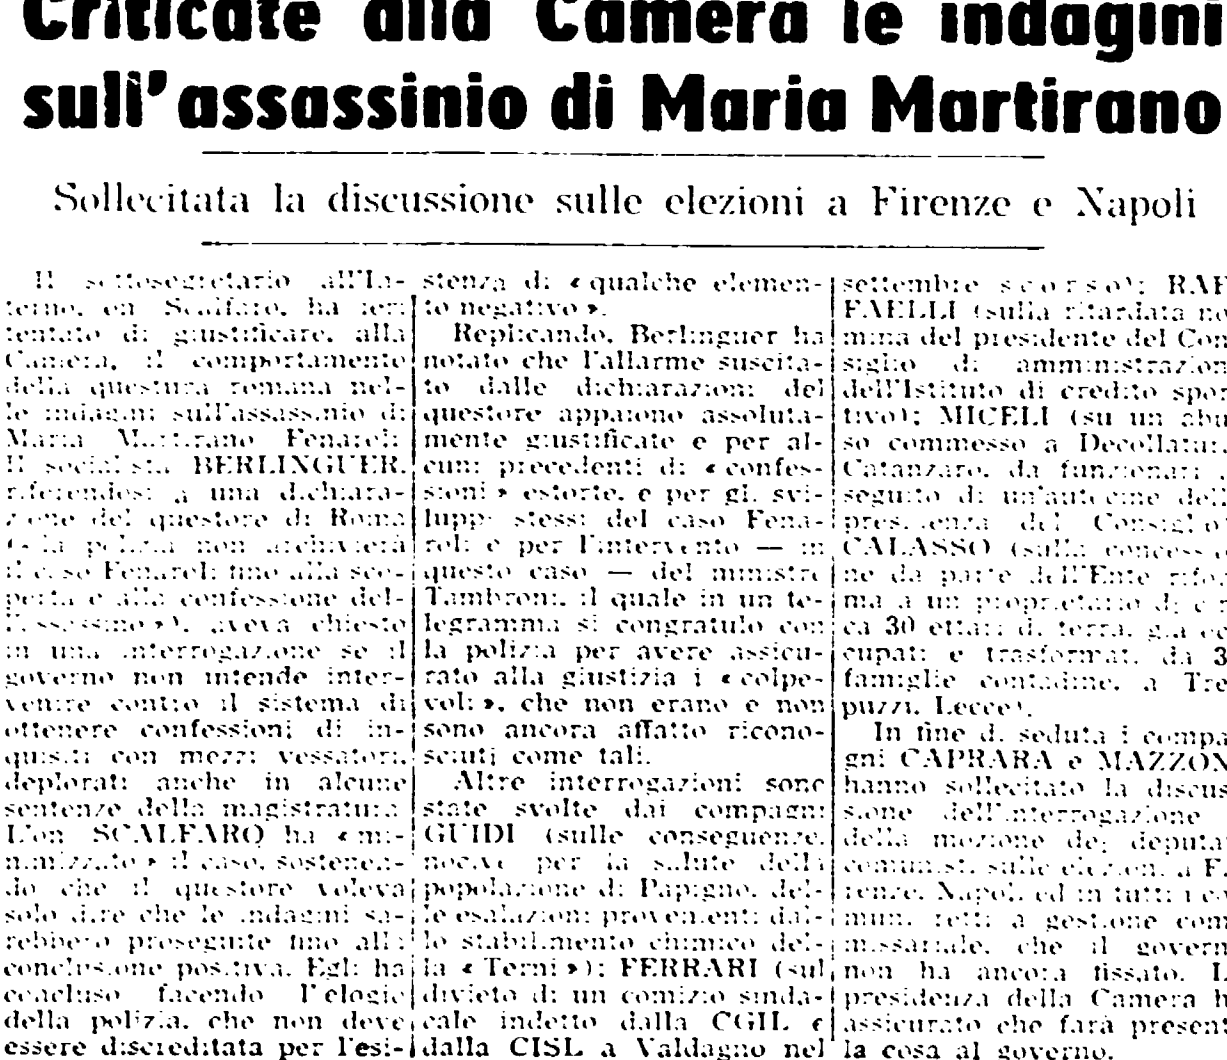 Criticate alla Camera le indagini
sull'assassinio di Maria Martirano
Sollecitata la discussione sulle elezioni a Firenze e Napoli
Il sottosegretario all'In-
terno, on Scalfaro, ha ieri
tentato di giustificare, alla
Camera, il comportamento
della questura romana nel-
le indagini sull'assassinio di
Maria Martirano Fenaroli
Il socialista BERLINGUER,
riferendosi a una dichiara-
zione del questore di Roma
la polizia non archivierà
il caso Fenaroli fino alla sco-
perta e alla confessione del-
l'assassino »), aveva chiesto
in una interrogazione se il
governo non intende inter-
venire contro il sistema di
ottenere confessioni di in-
quisiti con mezzi vessatori,
deplorati anche in alcune
sentenze della magistratura
L'on SCALFARO ha « mi-
nimizzato » il caso, sostenen-
do che il questore voleva
solo dire che le indagini sa-
rebbero proseguite fino alla
conclusione positiva. Egli ha
concluso facendo l'elogio
della polizia, che non deve
essere discreditata per l'esi-
stenza di « qualche elemen-
to negativo ».
Replicando, Berlinguer ha
notato che l'allarme suscita-
to dalle dichiarazioni del
questore appaiono assoluta-
mente giustificate e per al-
cuni precedenti di « confes-
sioni » estorte, e per gli svi-
luppi stessi del caso Fena-
roli e per l'intervento — in
questo caso — del ministro
Tambroni, il quale in un te-
legramma si congratulò con
la polizia per avere assicu-
rato alla giustizia i « colpe-
voli », che non erano e non
sono ancora affatto ricono-
sciuti come tali.
Altre interrogazioni sono
state svolte dai compagni
GUIDI (sulle conseguenze,
nocive per la salute della
popolazione di Papigno, del-
le esalazioni provenienti dal-
lo stabilimento chimico del-
la « Terni »); FERRARI (sul
divieto di un comizio sinda-
cale indetto dalla CGIL e
dalla CISL a Valdagno nel
settembre scorso); RAF
FAELLI (sulla ritardata no
mina del presidente del Con
siglio di amministrazion
dell'Istituto di credito spor
tivo); MICELI (su un abu
so commesso a Decollatura
Catanzaro, da funzionari
seguito di un'autocine dell
presidenza del Consiglio
CALASSO (sulla concessio
ne da parte dell'Ente rifor
ma a un proprietario di cir
ca 30 ettari di terra, già oc
cupati e trasformati da 3
famiglie contadine, a Tre
puzzi, Lecce).
In fine di seduta i compa
gni CAPRARA e MAZZON
hanno sollecitato la discus
sione dell'interrogazione
della mozione dei deputa
comunisti sulle elezioni a Fi
renze, Napoli ed in tutti i co
muni retti a gestione com
missariale, che il govern
non ha ancora fissato. L
presidenza della Camera h
assicurato che farà present
la cosa al governo.